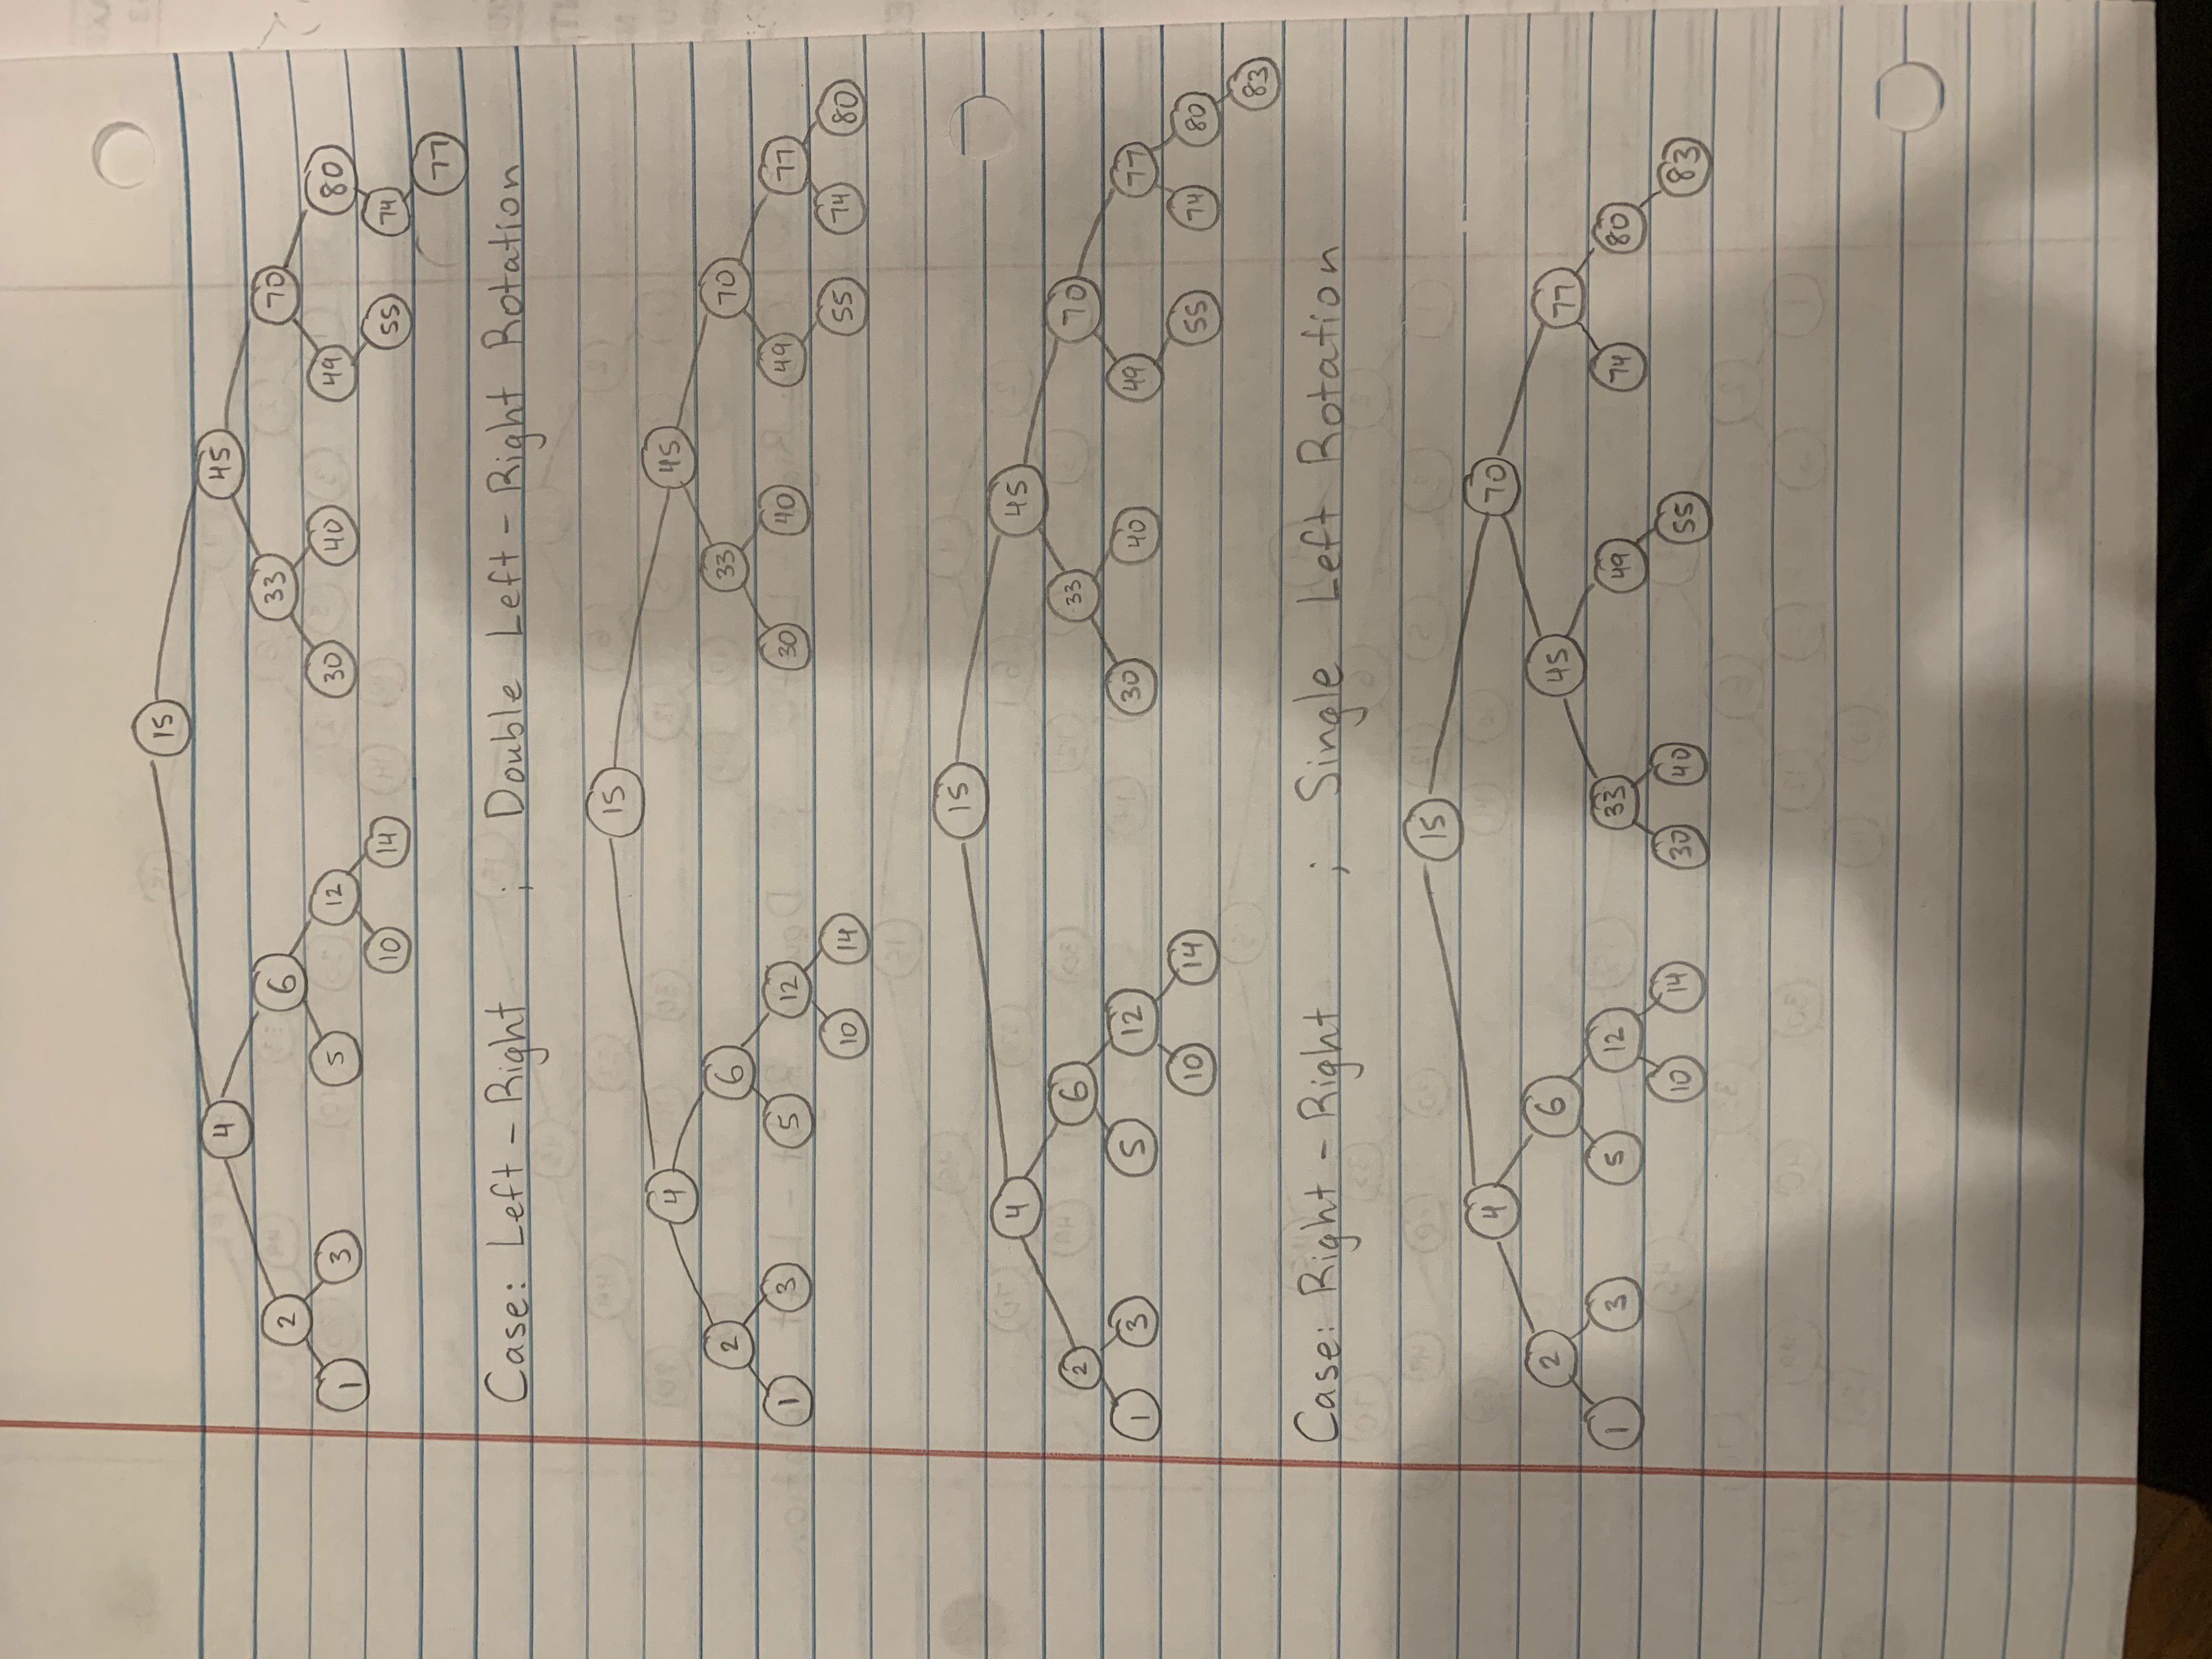 15
4 45
2 6 33 70
1 3 5 12 30 40 49 80
10 14 55 74
77
Case: Left - Right ; Double Left - Right Rotation
15
4 45
2 6 33 70
1 3 5 12 30 40 49 77
10 14 55 74 80
15
4 45
2 6 33 70
1 3 5 12 30 40 49 77
10 14 55 74 80
83
Case: Right - Right ; Single Left Rotation
15
4 70
2 6 45 77
1 3 5 12 33 49 74 80
10 14 30 40 55 83